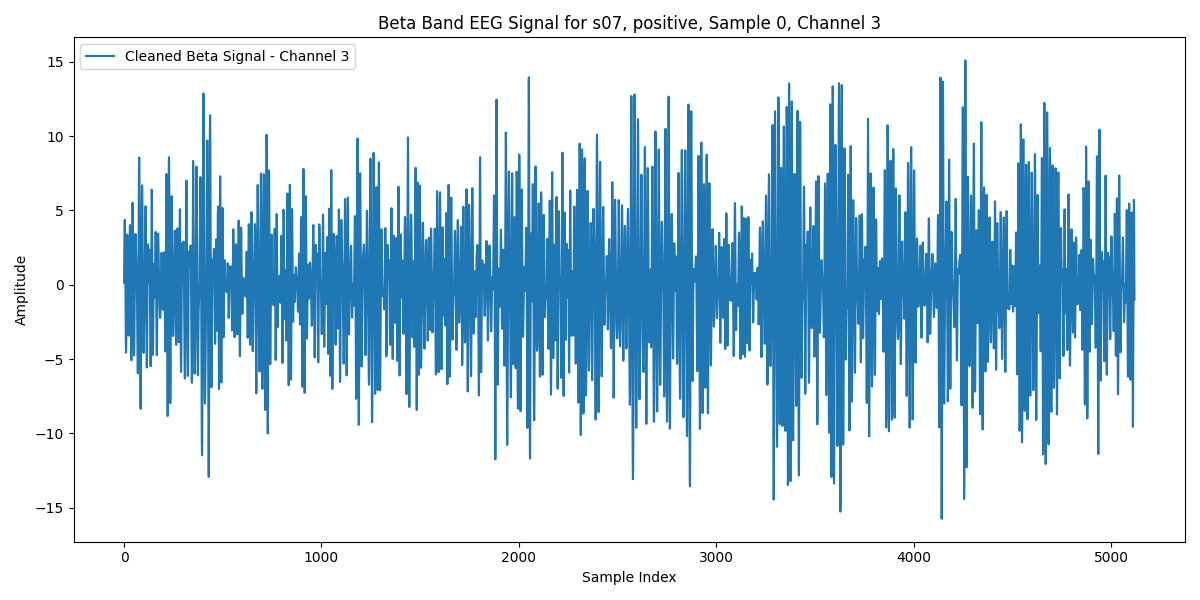 Beta Band EEG Signal for s07, positive, Sample 0, Channel 3
Cleaned Beta Signal - Channel 3
15
10
5
0
−5
−10
−15
Amplitude
0 1000 2000 3000 4000 5000
Sample Index